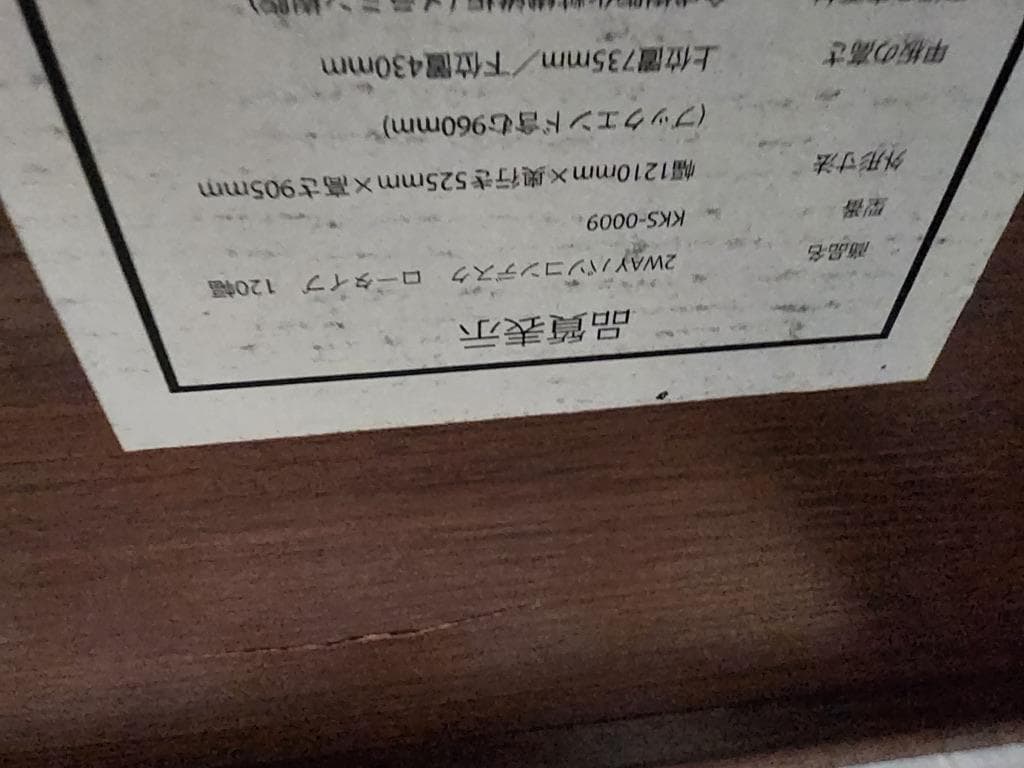 品質表示
商品名 2WAYパソコンデスク ロータイプ 120幅
型番 KKS-0009
外形寸法 幅1210mm×奥行き525mm×高さ905mm
(ブックエンド含む960mm)
甲板の高さ 上位置735mm／下位置430mm